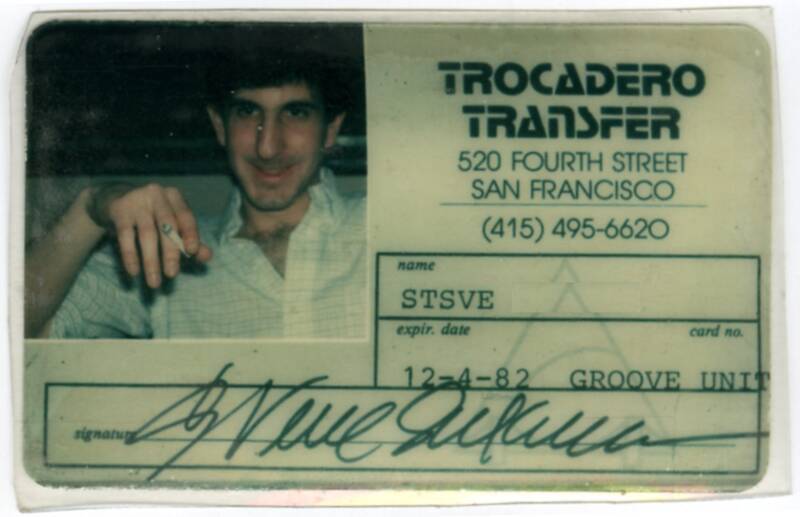 TROCADERO
TRANSFER
520 FOURTH STREET
SAN FRANCISCO
(415) 495-6620
name
STSVE
expir. date card no.
12-4-82 GROOVE UNIT
signature